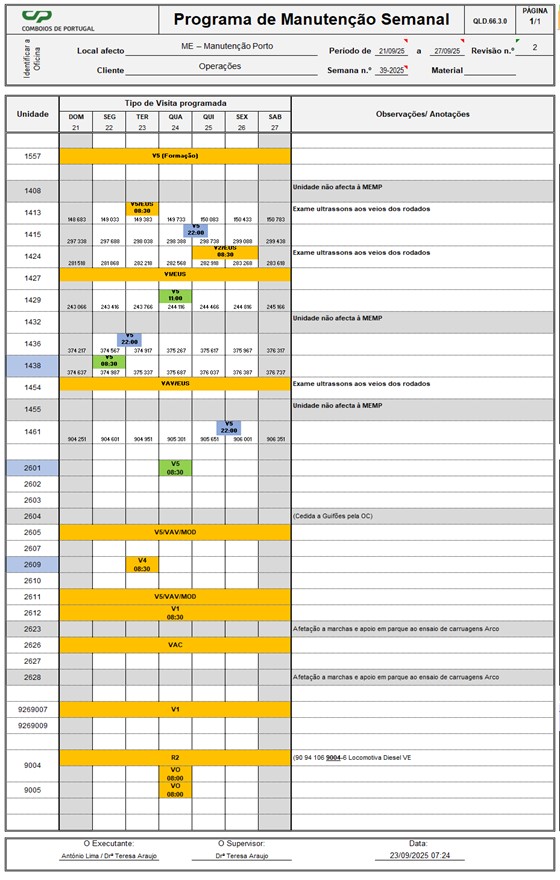 CP
COMBOIOS DE PORTUGAL
Programa de Manutenção Semanal
QLD.66.3.0
PÁGINA
1/1
Identificar a Oficina
Local afecto ME – Manutenção Porto Período de 21/09/25 a 27/09/25 Revisão n.º 2
Cliente Operações Semana n.º 39-2025 Material
Unidade Tipo de Visita programada Observações/ Anotações
DOM SEG TER QUA QUI SEX SAB
21 22 23 24 25 26 27
1557 V5 (Formação)
1408 Unidade não afecta à MEMP
1413 V5/EUS 08:30 Exame ultrassons aos veios dos rodados
148 683 149 033 149 383 149 733 150 083 150 433 150 783
1415 V5 22:00
297 338 297 688 298 038 298 388 298 738 299 088 299 438
1424 V2/EUS 08:30 Exame ultrassons aos veios dos rodados
281 518 281 868 282 218 282 568 282 918 283 268 283 618
1427 VI/EUS
1429 V5 11:00
243 066 243 416 243 766 244 116 244 466 244 816 245 166
1432 Unidade não afecta à MEMP
1436 V5 22:00
374 217 374 567 374 917 375 267 375 617 375 967 376 317
1438 V5 08:30
374 637 374 987 375 337 375 687 376 037 376 387 376 737
1454 VAV/EUS Exame ultrassons aos veios dos rodados
1455 Unidade não afecta à MEMP
1461 V5 22:00
904 251 904 601 904 951 905 301 905 651 906 001 906 351
2601 V5
08:30
2602
2603
2604 (Cedida a Guifões pela OC)
2605 V5/VAV/MOD
2607
2609 V4
08:30
2610
2611 V5/VAV/MOD
2612 V1
08:30
2623 Afetação a marchas e apoio em parque ao ensaio de carruagens Arco
2626 VAC
2627
2628 Afetação a marchas e apoio em parque ao ensaio de carruagens Arco
9269007 V1
9269009
9004 R2 (90 94 106 9004-6 Locomotiva Diesel VE
VO
08:00
9005 VO
08:00
O Executante: O Supervisor: Data:
António Lima / Drª Teresa Araujo Drª Teresa Araujo 23/09/2025 07:24